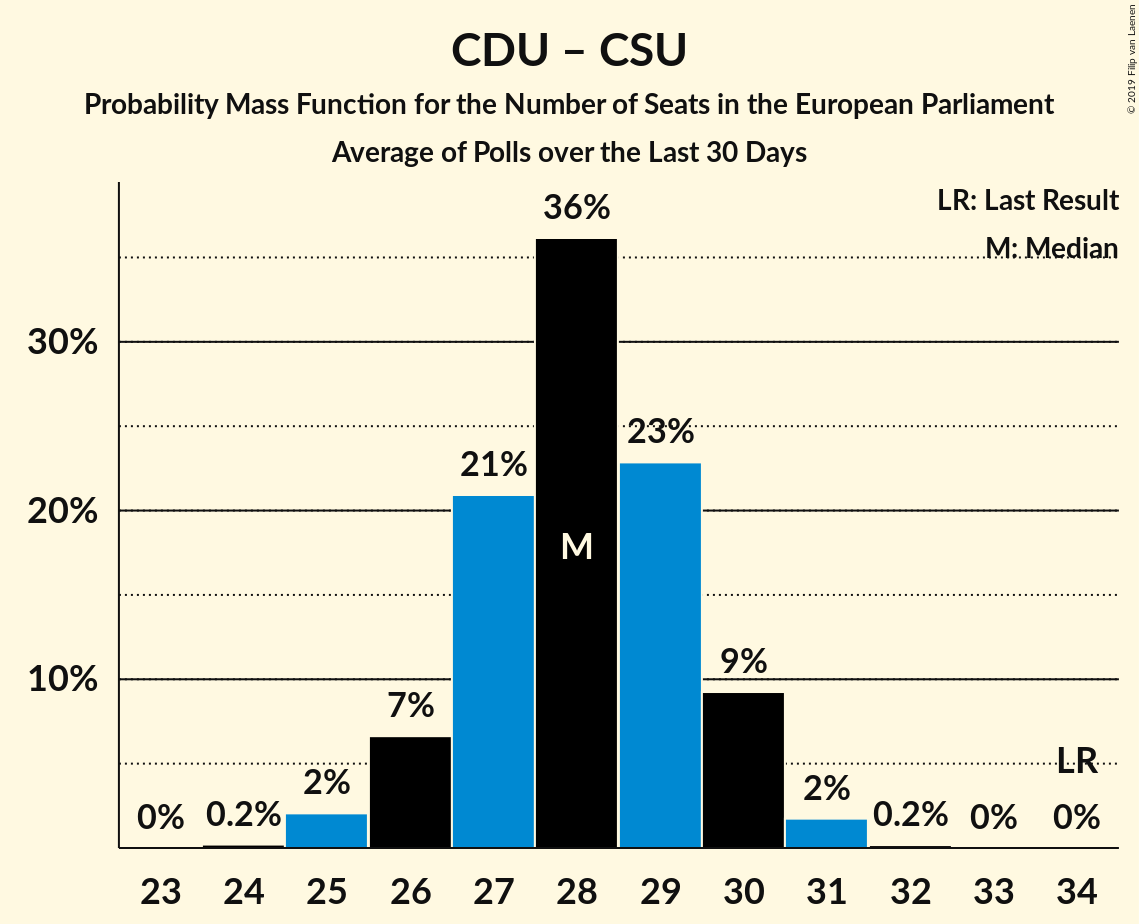 © 2019 Filip van Laenen
CDU – CSU
Probability Mass Function for the Number of Seats in the European Parliament
Average of Polls over the Last 30 Days
LR: Last Result
M: Median
36%
30%
23%
21%
20%
M
9%
10%
7%
LR
2%
2%
0% 0.2% 0.2% 0% 0%
23 24 25 26 27 28 29 30 31 32 33 34